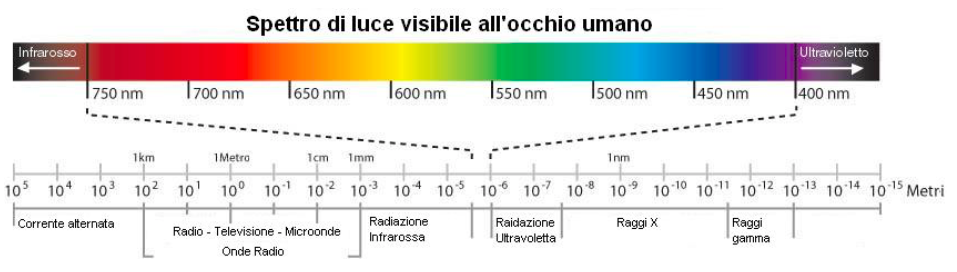 Spettro di luce visibile all'occhio umano
Infrarosso Ultravioletto
750 nm 700 nm 650 nm 600 nm 550 nm 500 nm 450 nm 400 nm
1km 1Metro 1cm 1mm 1nm
10^5 10^4 10^3 10^2 10^1 10^0 10^-1 10^-2 10^-3 10^-4 10^-5 10^-6 10^-7 10^-8 10^-9 10^-10 10^-11 10^-12 10^-13 10^-14 10^-15 Metri
Corrente alternata
Radio - Televisione - Microonde
Onde Radio
Radiazione
Infrarossa
Raidazione
Ultravoletta
Raggi X
Raggi
gamma